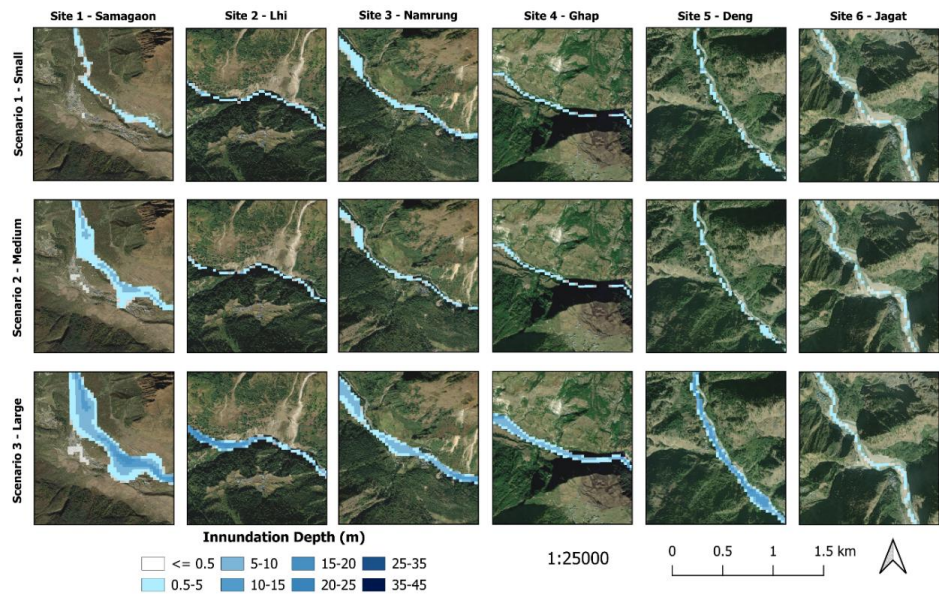 Site 1 - Samagaon
Site 2 - Lhi
Site 3 - Namrung
Site 4 - Ghap
Site 5 - Deng
Site 6 - Jagat
Scenario 1 - Small
Scenario 2 - Medium
Scenario 3 - Large
Innundation Depth (m)
<= 0.5
5-10
15-20
25-35
0.5-5
10-15
20-25
35-45
1:25000
0
0.5
1
1.5 km